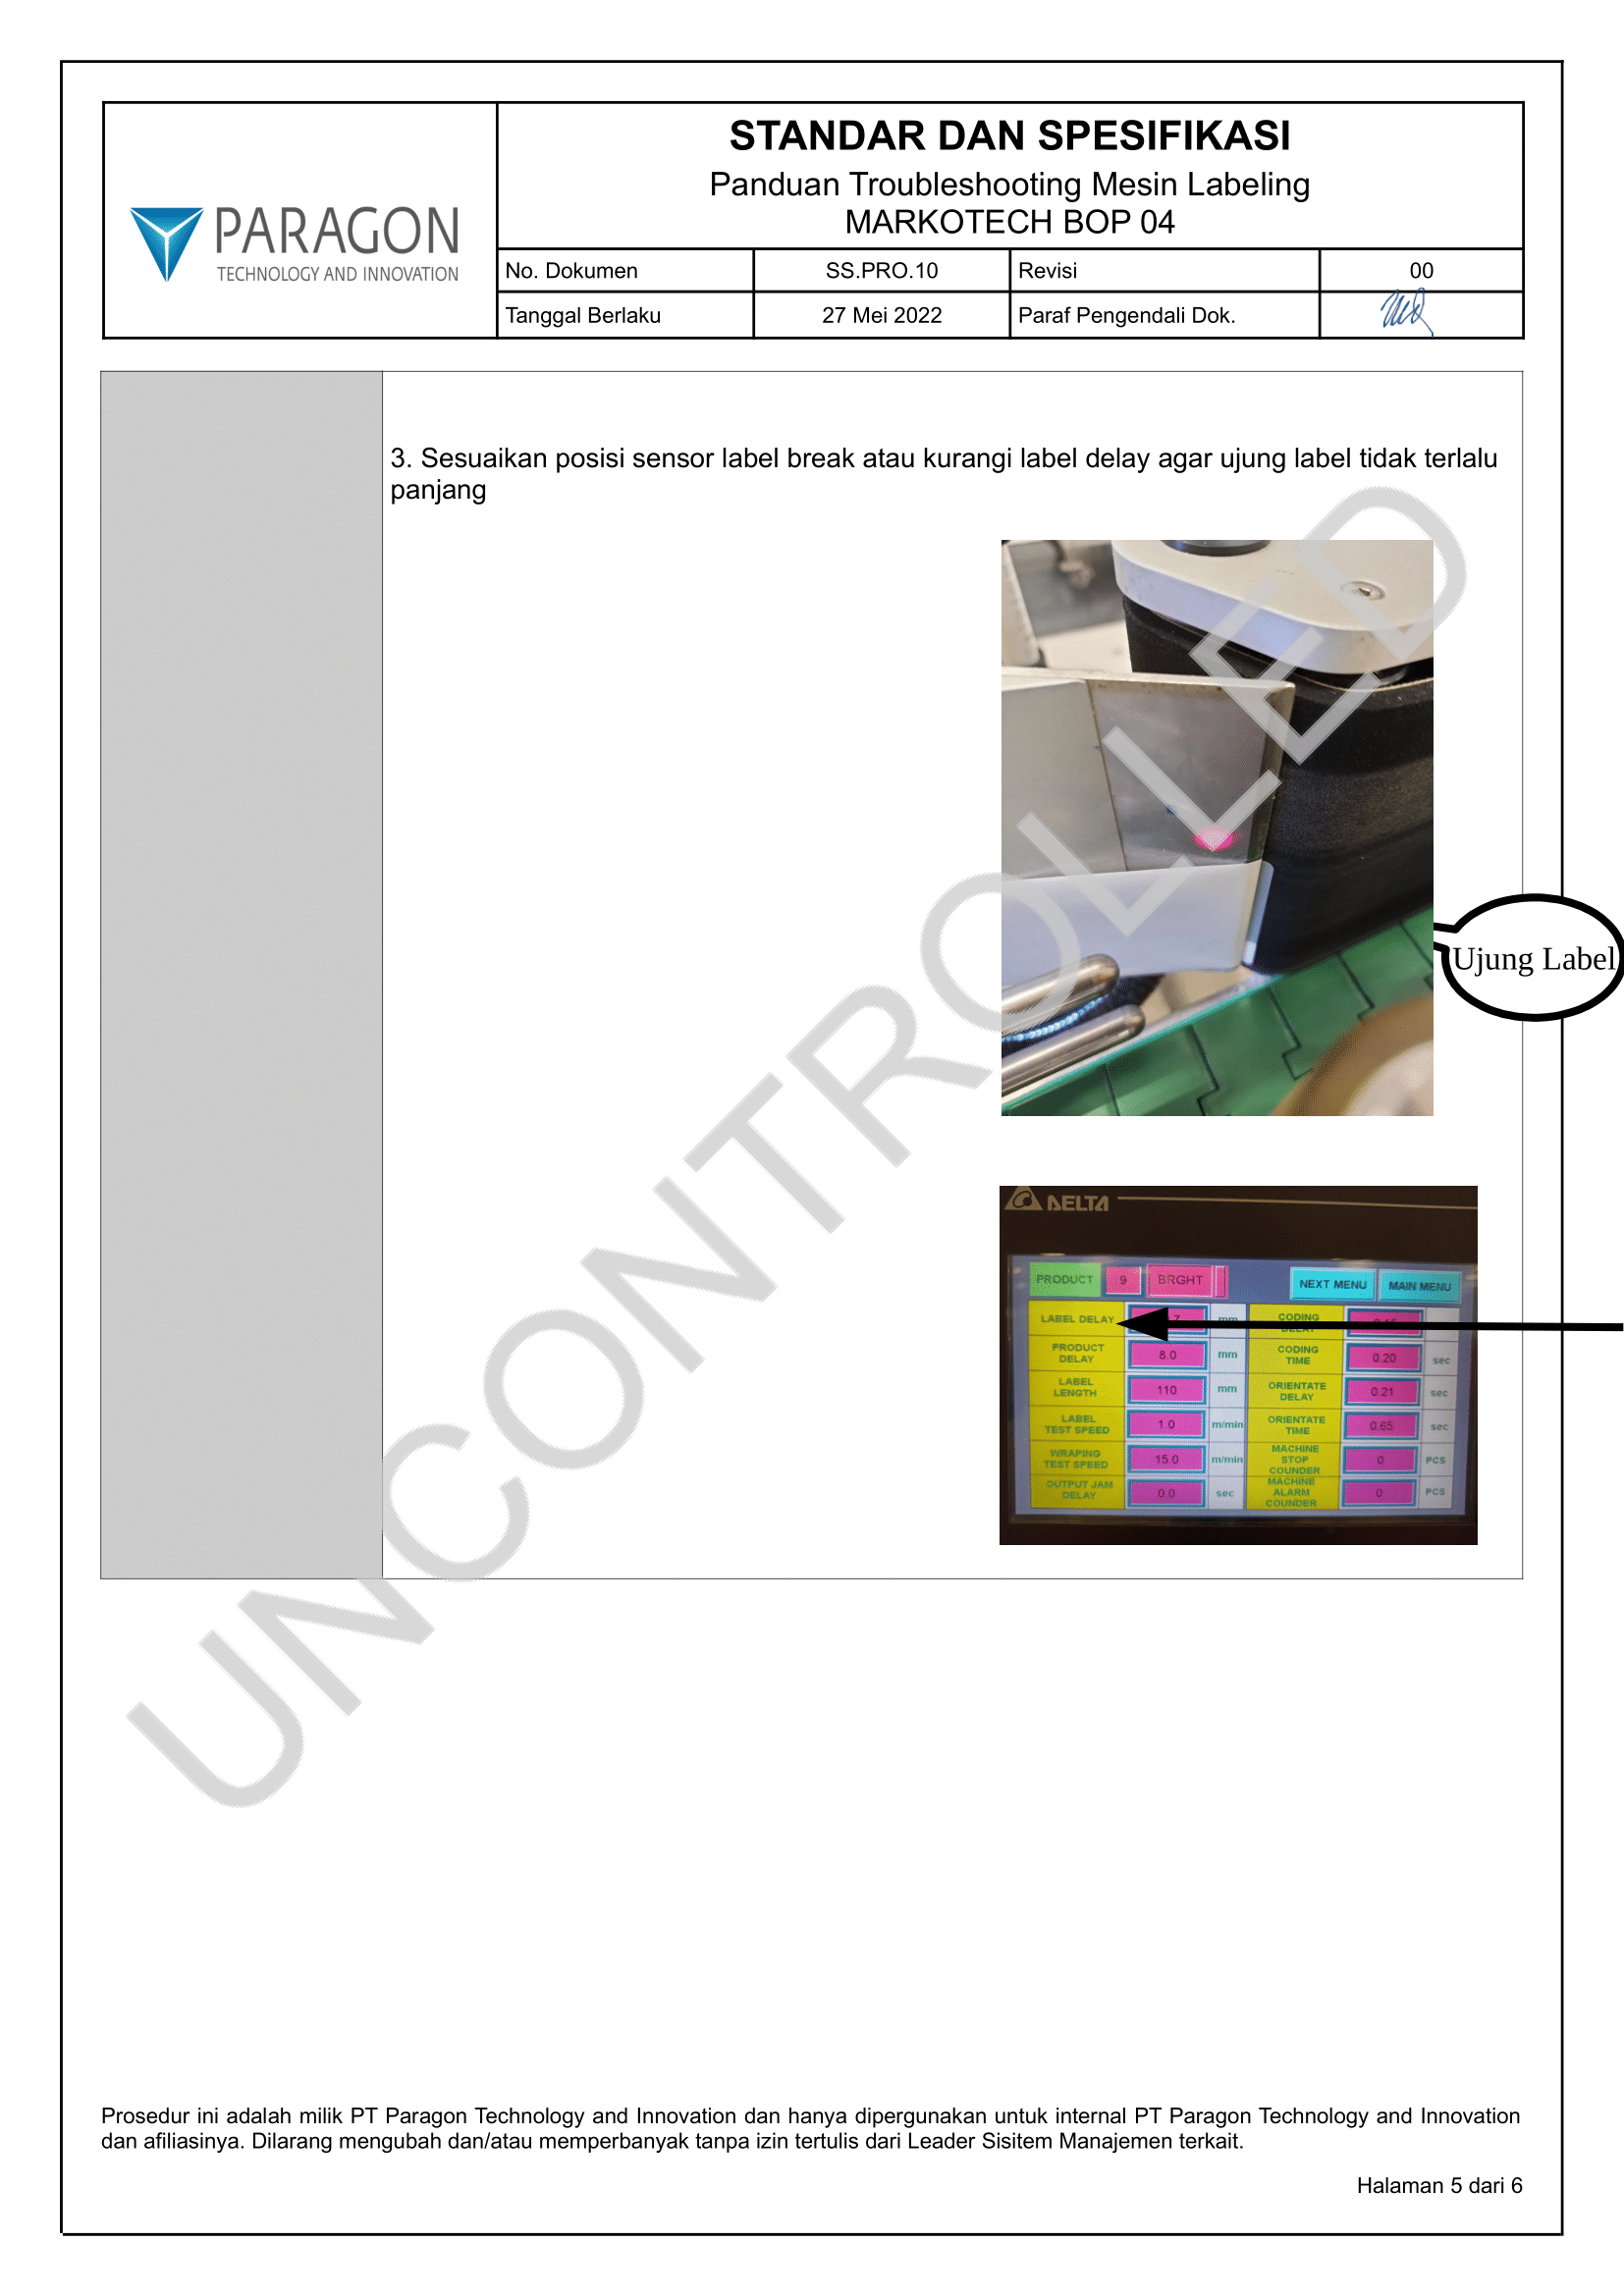 STANDAR DAN SPESIFIKASI
Panduan Troubleshooting Mesin Labeling
MARKOTECH BOP 04
PARAGON
TECHNOLOGY AND INNOVATION
No. Dokumen SS.PRO.10 Revisi 00
Tanggal Berlaku 27 Mei 2022 Paraf Pengendali Dok.
3. Sesuaikan posisi sensor label break atau kurangi label delay agar ujung label tidak terlalu
panjang
Ujung Label
DELTA
PRODUCT 9 BRGHT NEXT MENU MAIN MENU
LABEL DELAY mm CODING
DELAY
PRODUCT
DELAY 8.0 mm CODING
TIME 0.20 sec
LABEL
LENGTH 110 mm ORIENTATE
DELAY 0.21 sec
LABEL
TEST SPEED 1.0 m/min ORIENTATE
TIME 0.65 sec
WRAPING
TEST SPEED 15.0 m/min MACHINE
STOP
COUNDER 0 PCS
OUTPUT JAM
DELAY 0.0 sec MACHINE
ALARM
COUNDER 0 PCS
UNCONTROLLED
Prosedur ini adalah milik PT Paragon Technology and Innovation dan hanya dipergunakan untuk internal PT Paragon Technology and Innovation
dan afiliasinya. Dilarang mengubah dan/atau memperbanyak tanpa izin tertulis dari Leader Sisitem Manajemen terkait.
Halaman 5 dari 6